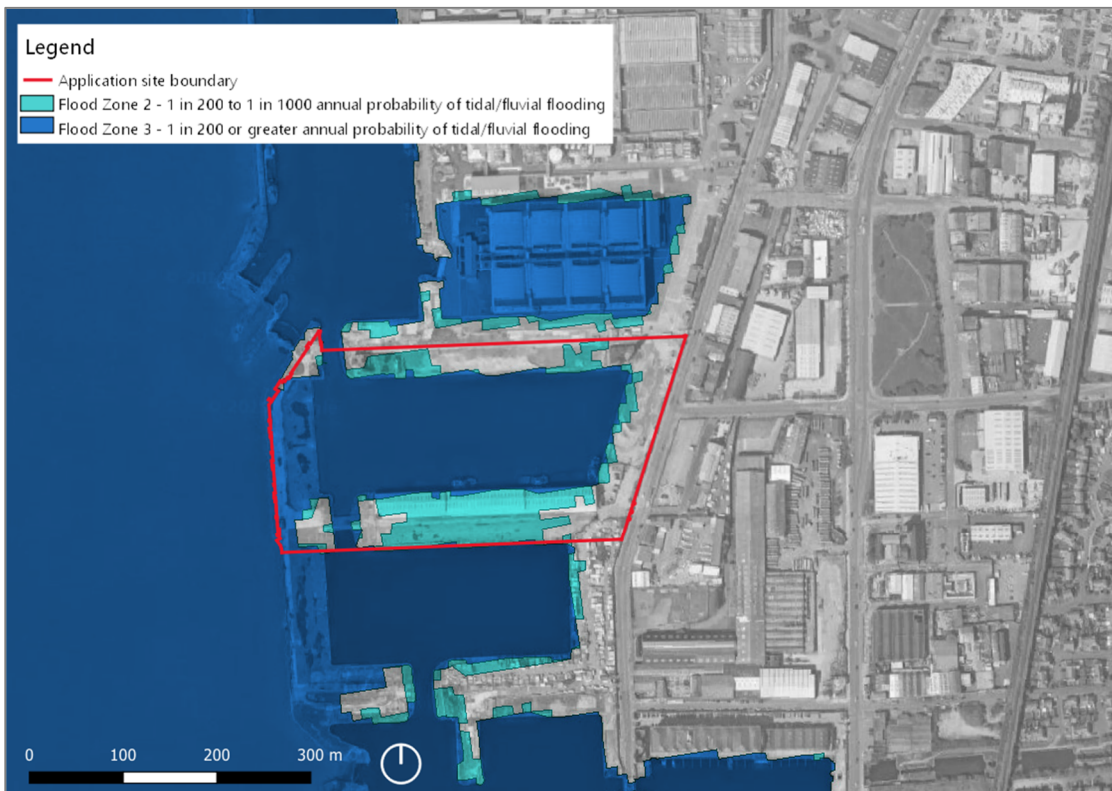 Legend
Application site boundary
Flood Zone 2 - 1 in 200 to 1 in 1000 annual probability of tidal/fluvial flooding
Flood Zone 3 - 1 in 200 or greater annual probability of tidal/fluvial flooding
0 100 200 300 m